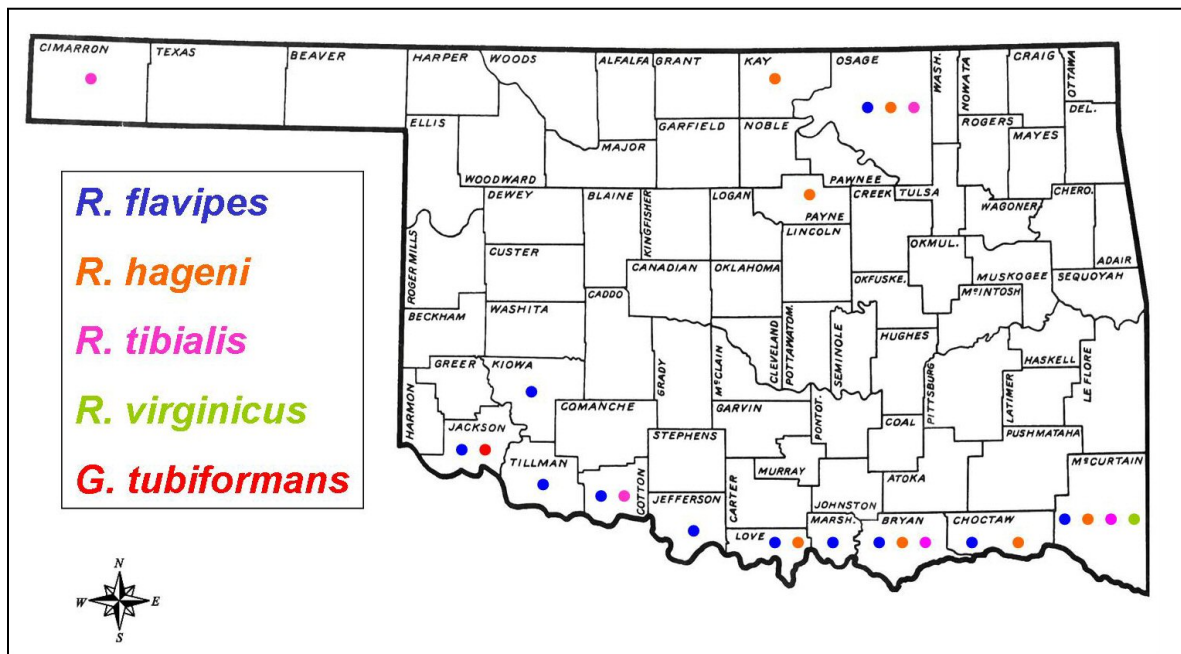 CIMARRON
TEXAS
BEAVER
HARPER
WOODS
ALFALFA
GRANT
KAY
OSAGE
WASH.
NOWATA
CRAIG
OTTAWA
DEL.
ELLIS
WOODWARD
MAJOR
GARFIELD
NOBLE
PAWNEE
ROGERS
MAYES
DEWEY
BLAINE
KINGFISHER
LOGAN
PAYNE
CREEK
TULSA
WAGONER
CHERO.
ADAIR
ROGER MILLS
CUSTER
CANADIAN
OKLAHOMA
LINCOLN
OKFUSKE.
OKMUL.
MUSKOGEE
SEQUOYAH
McINTOSH
BECKHAM
WASHITA
CADDO
GRADY
McCLAIN
CLEVELAND
POTTAWATOM.
SEMINOLE
HUGHES
PITTSBURG
HASKELL
LATIMER
LE FLORE
GREER
KIOWA
HARMON
JACKSON
COMANCHE
TILLMAN
COTTON
STEPHENS
GARVIN
PONTOT.
COAL
PUSHMATAHA
McCURTAIN
JEFFERSON
CARTER
MURRAY
JOHNSTON
ATOKA
LOVE
MARSH.
BRYAN
CHOCTAW
R. flavipes
R. hageni
R. tibialis
R. virginicus
G. tubiformans
N
W E
S